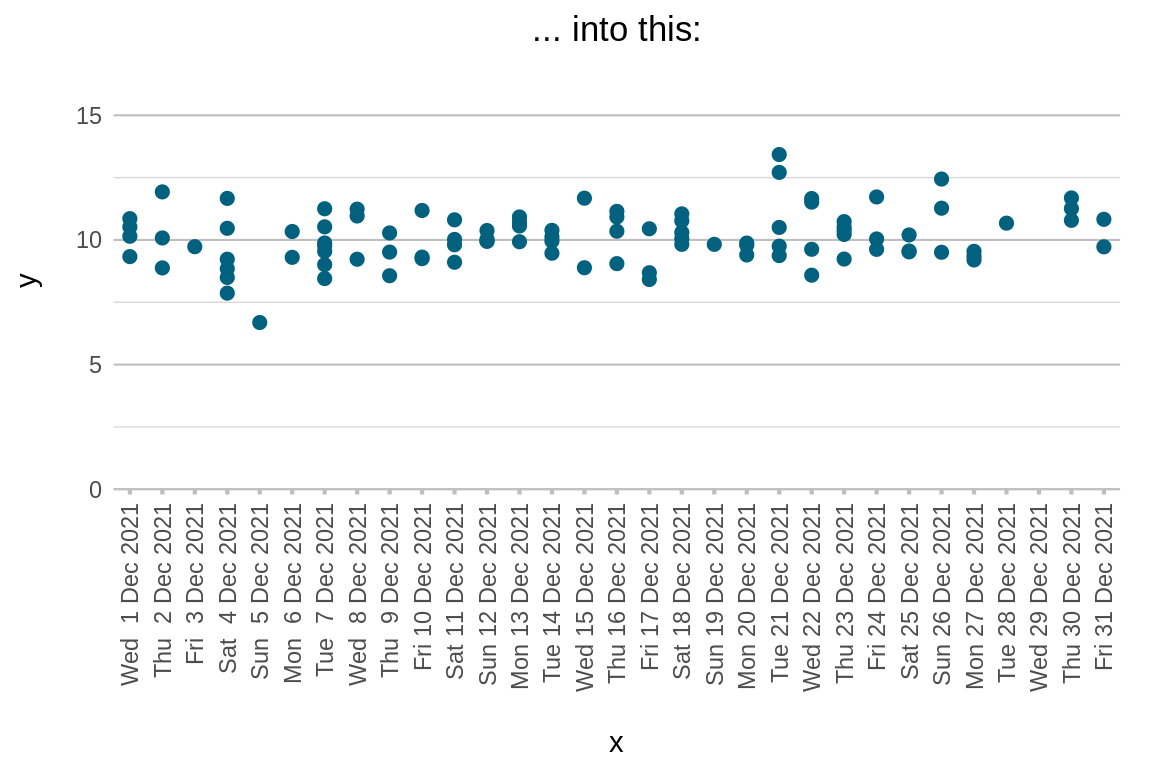 ... into this:
15
10
5
0
y
Wed 1 Dec 2021
Thu 2 Dec 2021
Fri 3 Dec 2021
Sat 4 Dec 2021
Sun 5 Dec 2021
Mon 6 Dec 2021
Tue 7 Dec 2021
Wed 8 Dec 2021
Thu 9 Dec 2021
Fri 10 Dec 2021
Sat 11 Dec 2021
Sun 12 Dec 2021
Mon 13 Dec 2021
Tue 14 Dec 2021
Wed 15 Dec 2021
Thu 16 Dec 2021
Fri 17 Dec 2021
Sat 18 Dec 2021
Sun 19 Dec 2021
Mon 20 Dec 2021
Tue 21 Dec 2021
Wed 22 Dec 2021
Thu 23 Dec 2021
Fri 24 Dec 2021
Sat 25 Dec 2021
Sun 26 Dec 2021
Mon 27 Dec 2021
Tue 28 Dec 2021
Wed 29 Dec 2021
Thu 30 Dec 2021
Fri 31 Dec 2021
x